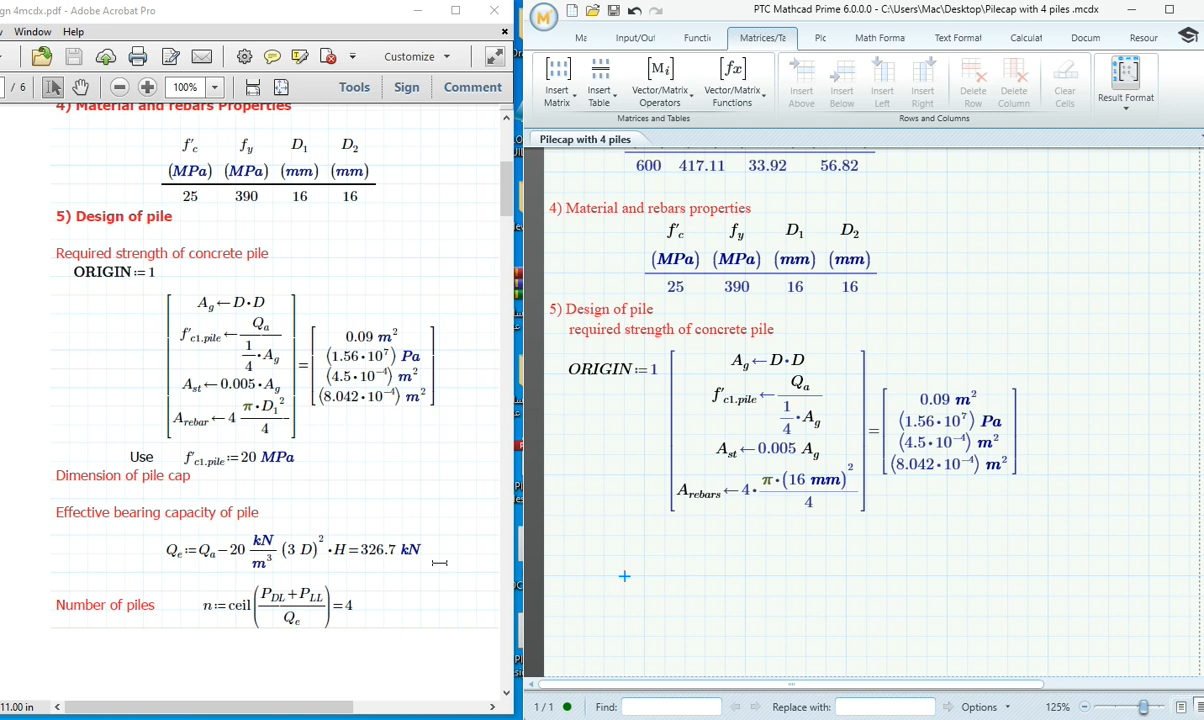 gn 4mcdx.pdf - Adobe Acrobat Pro
Window Help
Customize
/ 6
100%
Tools Sign Comment
4) Material and rebars Properties
f'c fy D1 D2
(MPa) (MPa) (mm) (mm)
25 390 16 16
5) Design of pile
Required strength of concrete pile
ORIGIN := 1
Ag ← D·D
f'c1.pile ← Qa / (1/4 · Ag)
Ast ← 0.005·Ag
Arebar ← 4 π·D1² / 4
=
0.09 m²
(1.56·10⁷) Pa
(4.5·10⁻⁴) m²
(8.042·10⁻⁴) m²
Use f'c1.pile := 20 MPa
Dimension of pile cap
Effective bearing capacity of pile
Qe := Qa − 20 kN/m³ (3 D)² · H = 326.7 kN
Number of piles n := ceil((PDL + PLL) / Qe) = 4
11.00 in
PTC Mathcad Prime 6.0.0.0 - C:\Users\Mac\Desktop\Pilecap with 4 piles .mcdx
Ma Input/Out Functi Matrices/Ta Plo Math Forma Text Format Calculat Docum Resour
Insert Matrix
Insert Table
Vector/Matrix Operators
Vector/Matrix Functions
Insert Above
Insert Below
Insert Left
Insert Right
Delete Row
Delete Column
Clear Cells
Result Format
Matrices and Tables
Rows and Columns
Pilecap with 4 piles
600 417.11 33.92 56.82
4) Material and rebars properties
f'c fy D1 D2
(MPa) (MPa) (mm) (mm)
25 390 16 16
5) Design of pile
required strength of concrete pile
ORIGIN := 1
Ag ← D·D
f'c1.pile ← Qa / (1/4 · Ag)
Ast ← 0.005 Ag
Arebars ← 4 · π·(16 mm)² / 4
=
0.09 m²
(1.56·10⁷) Pa
(4.5·10⁻⁴) m²
(8.042·10⁻⁴) m²
1 / 1
Find:
Replace with:
Options
125%